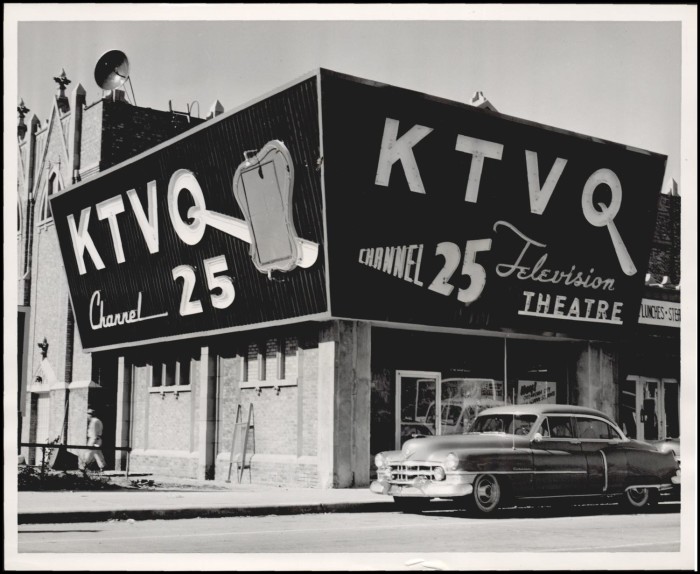 KTVQ
Channel 25
KTVQ
CHANNEL 25 Television
THEATRE
LUNCHES